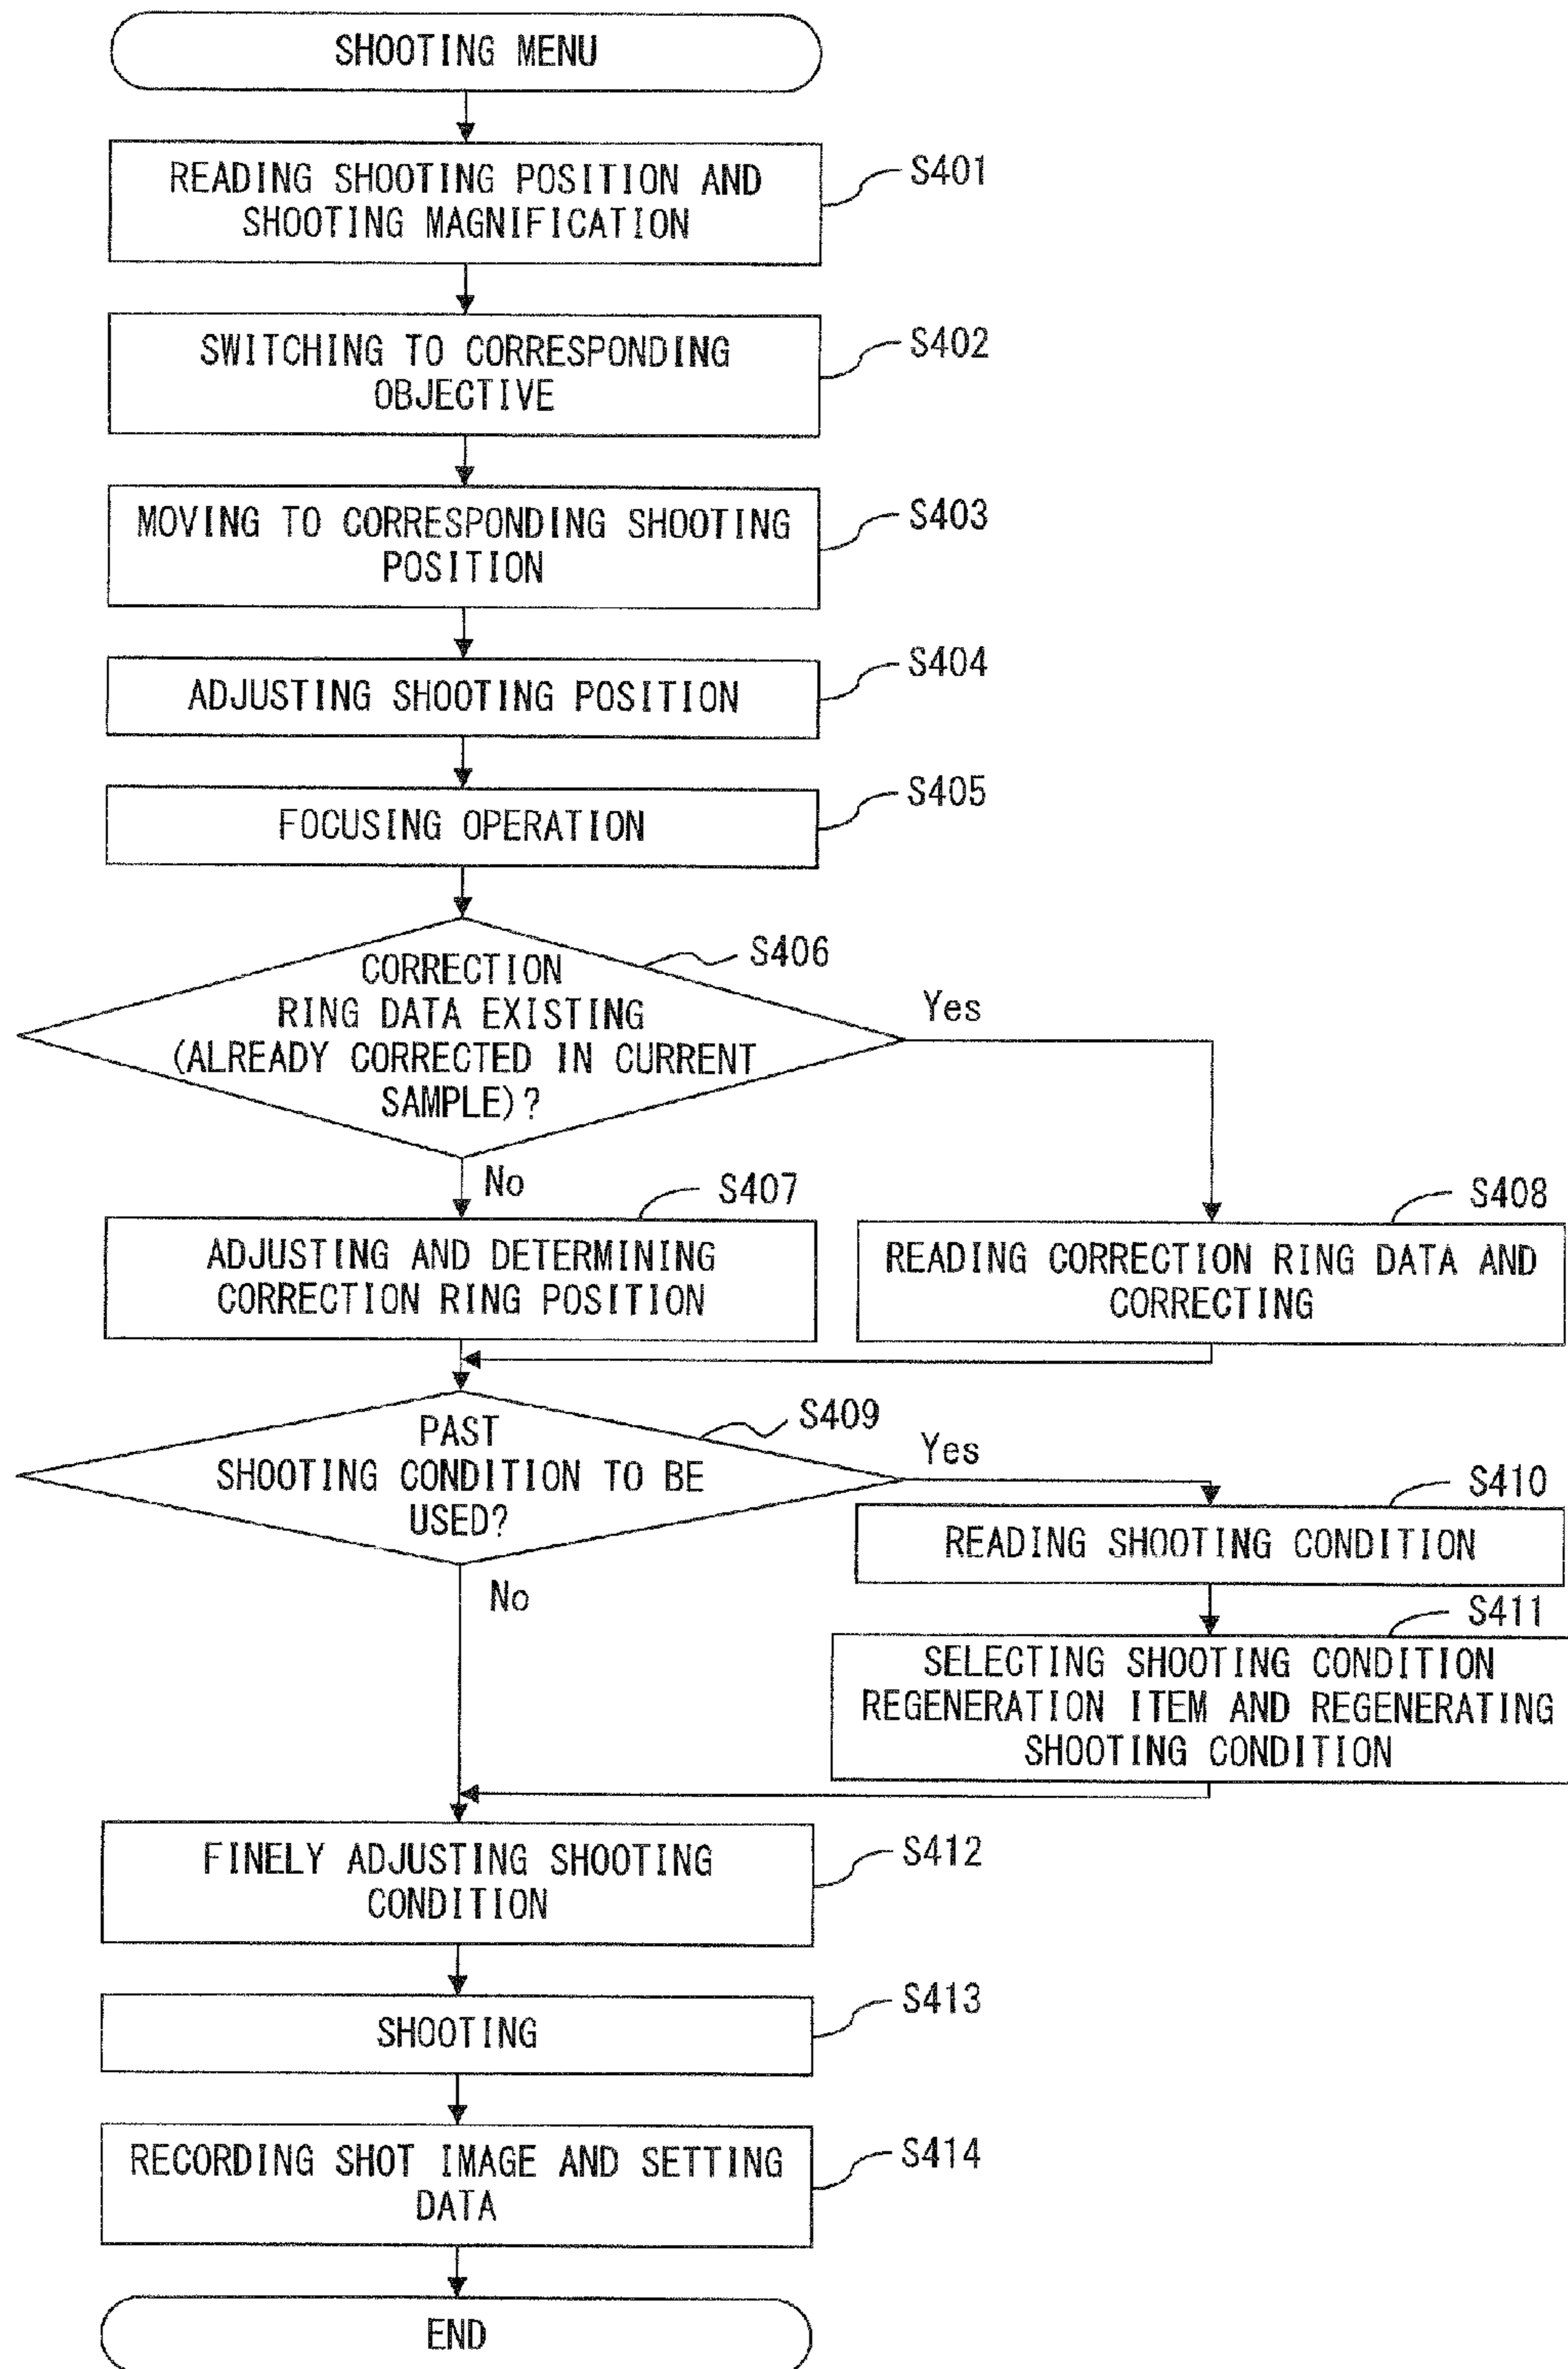 SHOOTING MENU
READING SHOOTING POSITION AND
SHOOTING MAGNIFICATION
S401
SWITCHING TO CORRESPONDING
OBJECTIVE
S402
MOVING TO CORRESPONDING SHOOTING
POSITION
S403
ADJUSTING SHOOTING POSITION
S404
FOCUSING OPERATION
S405
CORRECTION
RING DATA EXISTING
(ALREADY CORRECTED IN CURRENT
SAMPLE)?
S406
Yes
No
S407
ADJUSTING AND DETERMINING
CORRECTION RING POSITION
S408
READING CORRECTION RING DATA AND
CORRECTING
PAST
SHOOTING CONDITION TO BE
USED?
S409
Yes
No
S410
READING SHOOTING CONDITION
S411
SELECTING SHOOTING CONDITION
REGENERATION ITEM AND REGENERATING
SHOOTING CONDITION
FINELY ADJUSTING SHOOTING
CONDITION
S412
SHOOTING
S413
RECORDING SHOT IMAGE AND SETTING
DATA
S414
END